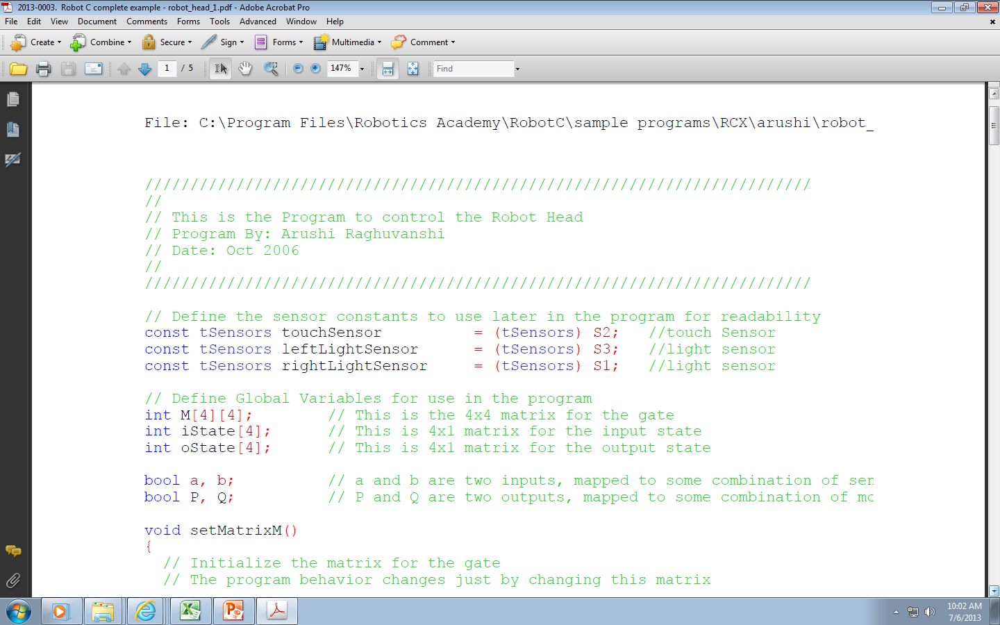 2013-0003.  Robot C complete example - robot_head_1.pdf - Adobe Acrobat Pro
File Edit View Document Comments Forms Tools Advanced Window Help
Create Combine Secure Sign Forms Multimedia Comment
1 / 5 147% Find
File: C:\Program Files\Robotics Academy\RobotC\sample programs\RCX\arushi\robot_
/////////////////////////////////////////////////////////////////////////
//
// This is the Program to control the Robot Head
// Program By: Arushi Raghuvanshi
// Date: Oct 2006
//
/////////////////////////////////////////////////////////////////////////
// Define the sensor constants to use later in the program for readability
const tSensors touchSensor          = (tSensors) S2;   //touch Sensor
const tSensors leftLightSensor      = (tSensors) S3;   //light sensor
const tSensors rightLightSensor     = (tSensors) S1;   //light sensor
// Define Global Variables for use in the program
int M[4][4];        // This is the 4x4 matrix for the gate
int iState[4];      // This is 4x1 matrix for the input state
int oState[4];      // This is 4x1 matrix for the output state
bool a, b;          // a and b are two inputs, mapped to some combination of sen
bool P, Q;          // P and Q are two outputs, mapped to some combination of mo
void setMatrixM()
{
  // Initialize the matrix for the gate
  // The program behavior changes just by changing this matrix
10:02 AM
7/6/2013